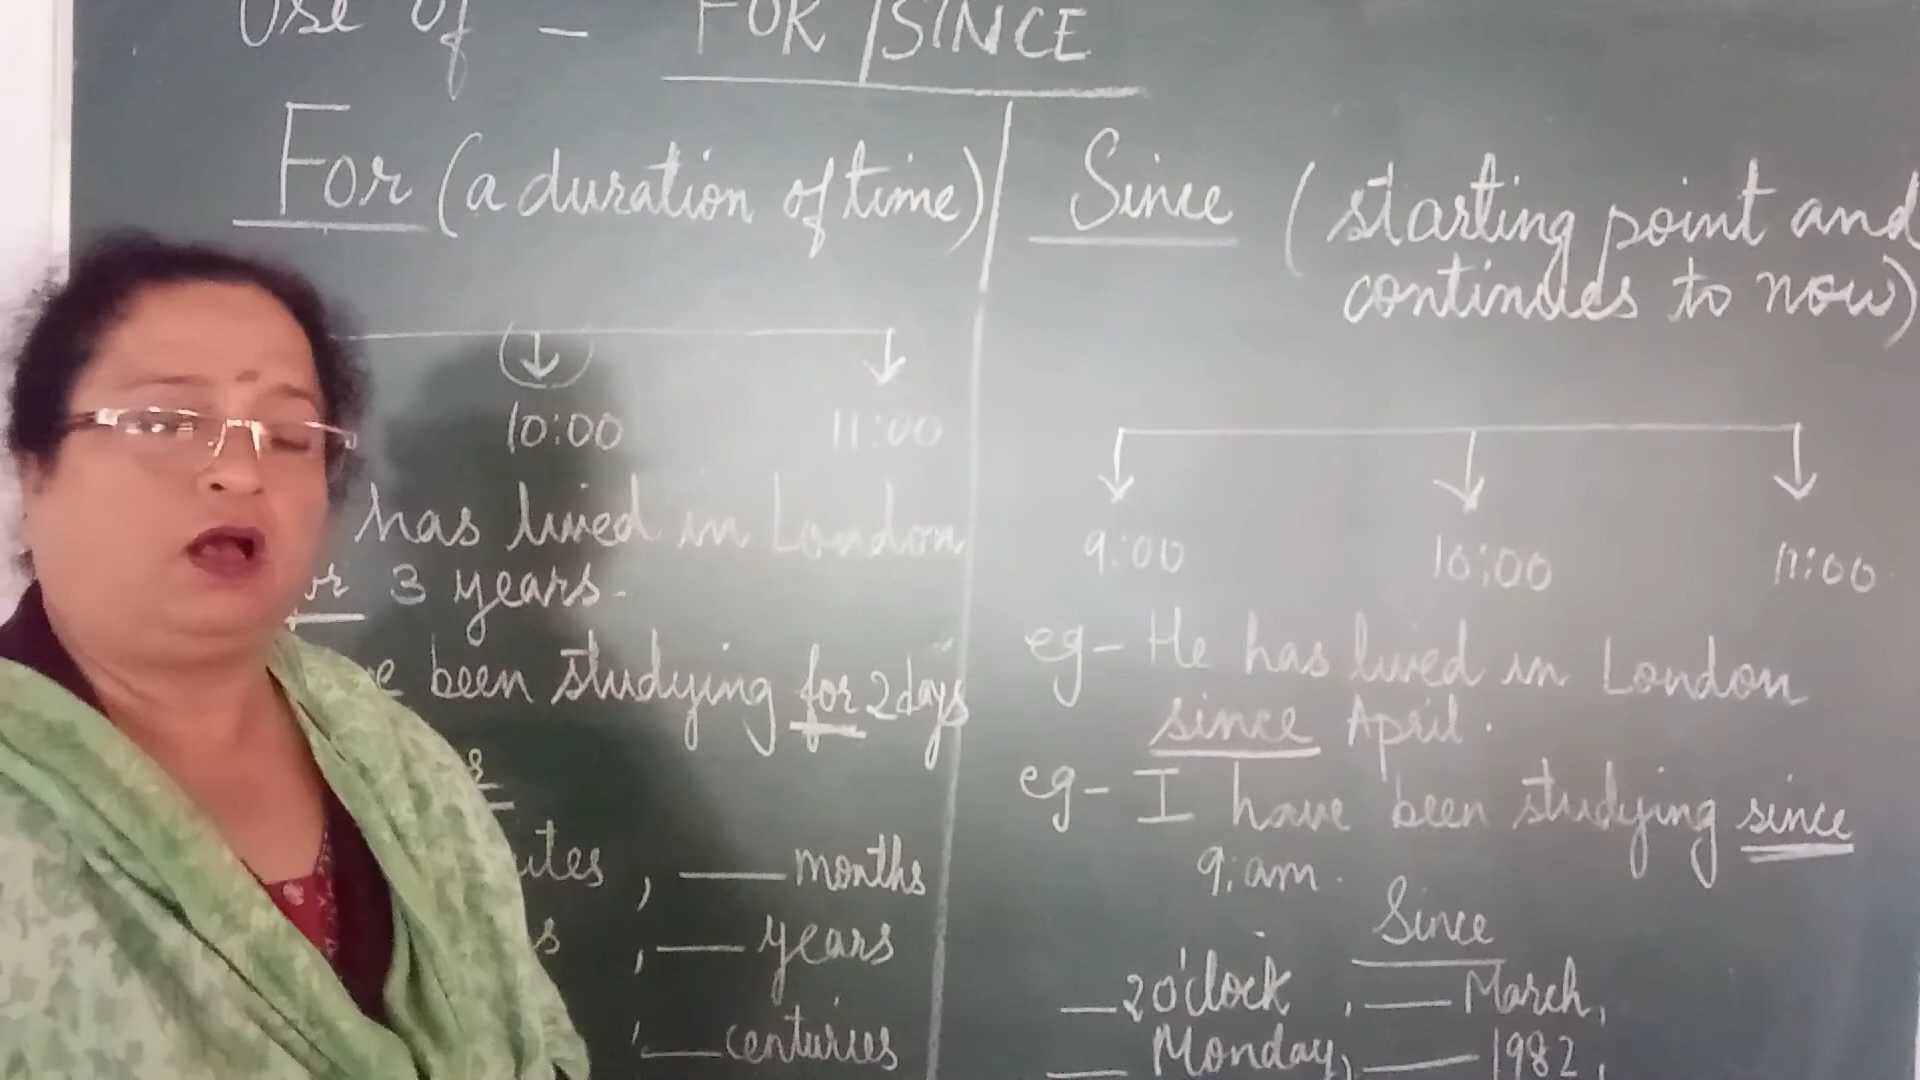 Use of - FOR/SINCE
For (a duration of time)
10:00 11:00
has lived in London
3 years.
been studying for 2 days
, — months
, — years
, — centuries
Since (starting point and
continues to now)
9:00 10:00 11:00
eg- He has lived in London
since April.
eg- I have been studying since
9:am.
Since
— 2 o'clock , — March,
— Monday, — 1982,